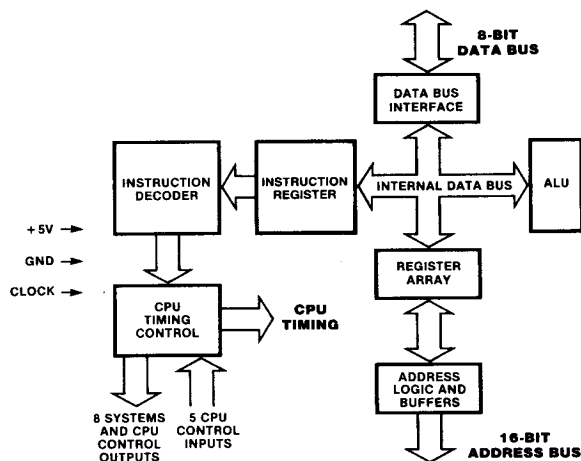 8-BIT
DATA BUS
DATA BUS
INTERFACE
INSTRUCTION
DECODER
INSTRUCTION
REGISTER
INTERNAL DATA BUS
ALU
+5V
GND
CLOCK
REGISTER
ARRAY
CPU
TIMING
CONTROL
CPU
TIMING
ADDRESS
LOGIC AND
BUFFERS
8 SYSTEMS
AND CPU
CONTROL
OUTPUTS
5 CPU
CONTROL
INPUTS
16-BIT
ADDRESS BUS